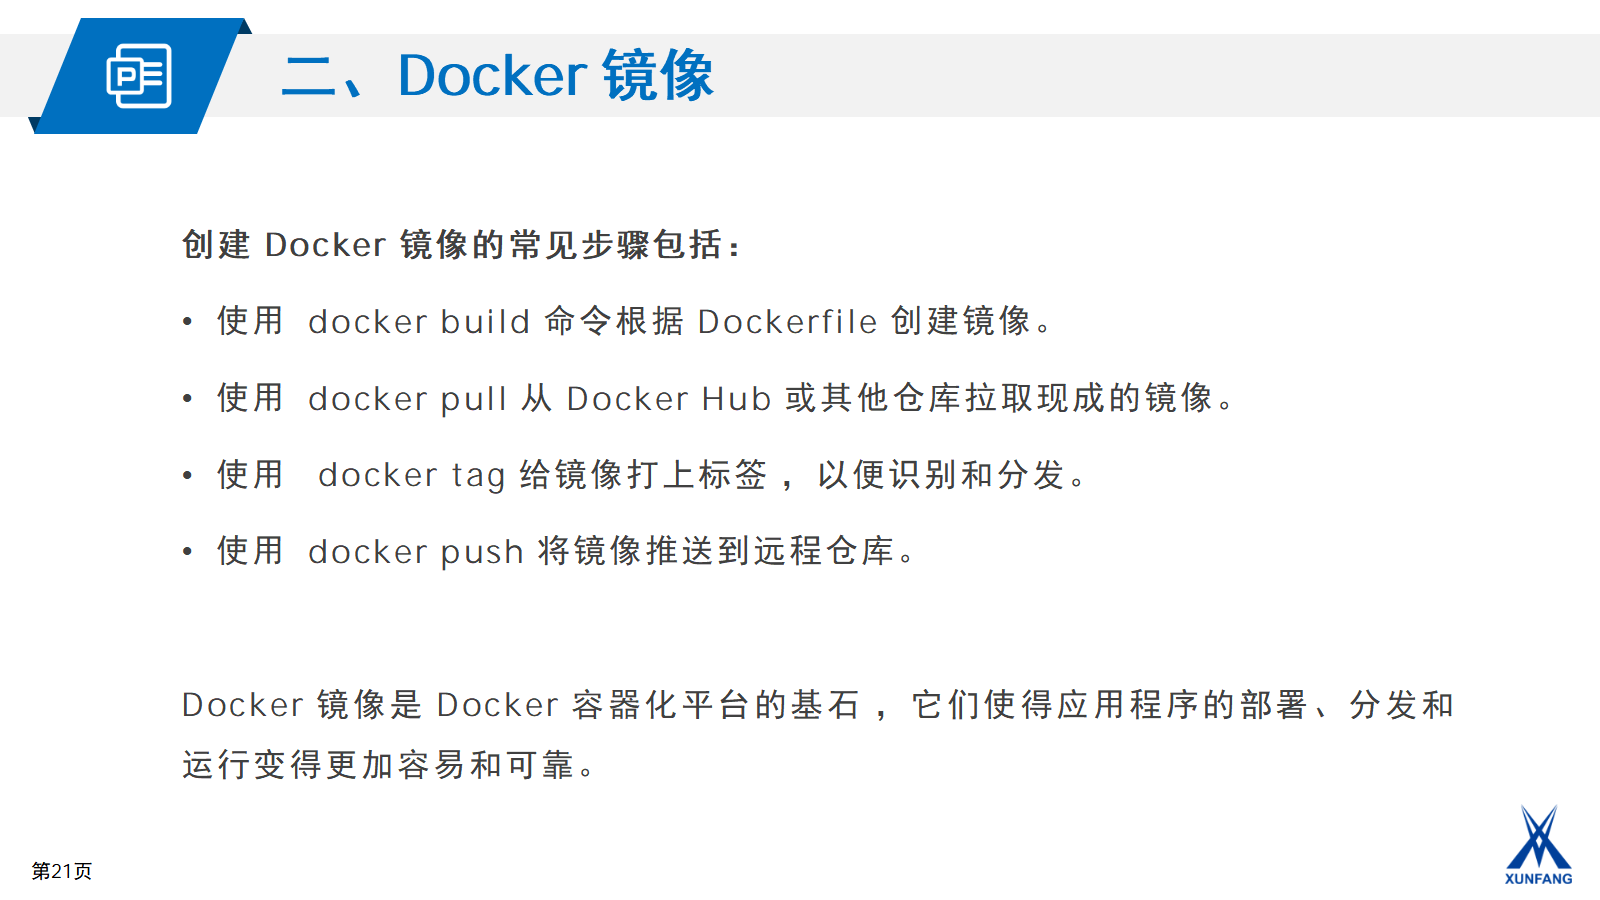 二、Docker 镜像
创建 Docker 镜像的常见步骤包括：
• 使用 docker build 命令根据 Dockerfile 创建镜像。
• 使用 docker pull 从 Docker Hub 或其他仓库拉取现成的镜像。
• 使用 docker tag 给镜像打上标签，以便识别和分发。
• 使用 docker push 将镜像推送到远程仓库。
Docker 镜像是 Docker 容器化平台的基石，它们使得应用程序的部署、分发和
运行变得更加容易和可靠。
第21页
XUNFANG